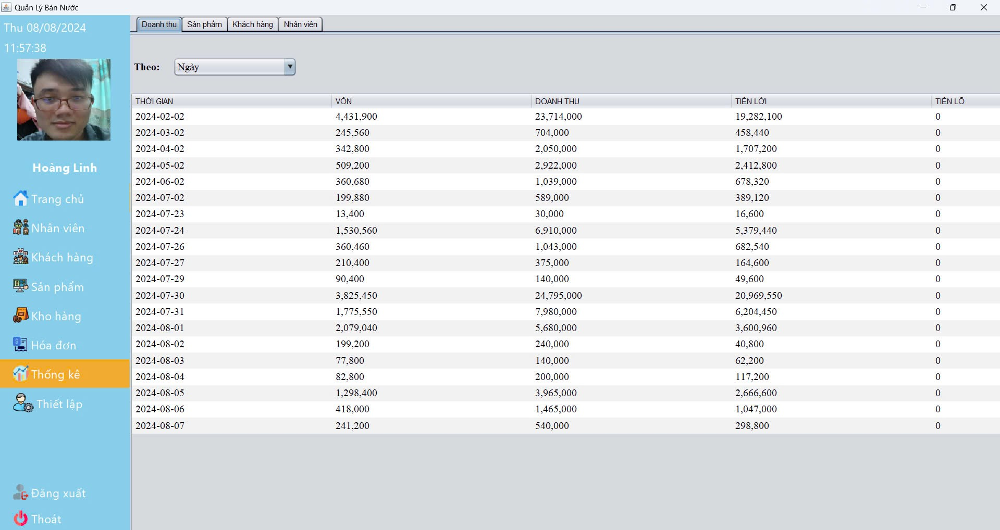 Quản Lý Bán Nước
Thu 08/08/2024
11:57:38
Hoàng Linh
Trang chủ
Nhân viên
Khách hàng
Sản phẩm
Kho hàng
Hóa đơn
Thống kê
Thiết lập
Đăng xuất
Thoát
Doanh thu Sản phẩm Khách hàng Nhân viên
Theo: Ngày
THỜI GIAN VỐN DOANH THU TIỀN LỜI TIỀN LỖ
2024-02-02 4,431,900 23,714,000 19,282,100 0
2024-03-02 245,560 704,000 458,440 0
2024-04-02 342,800 2,050,000 1,707,200 0
2024-05-02 509,200 2,922,000 2,412,800 0
2024-06-02 360,680 1,039,000 678,320 0
2024-07-02 199,880 589,000 389,120 0
2024-07-23 13,400 30,000 16,600 0
2024-07-24 1,530,560 6,910,000 5,379,440 0
2024-07-26 360,460 1,043,000 682,540 0
2024-07-27 210,400 375,000 164,600 0
2024-07-29 90,400 140,000 49,600 0
2024-07-30 3,825,450 24,795,000 20,969,550 0
2024-07-31 1,775,550 7,980,000 6,204,450 0
2024-08-01 2,079,040 5,680,000 3,600,960 0
2024-08-02 199,200 240,000 40,800 0
2024-08-03 77,800 140,000 62,200 0
2024-08-04 82,800 200,000 117,200 0
2024-08-05 1,298,400 3,965,000 2,666,600 0
2024-08-06 418,000 1,465,000 1,047,000 0
2024-08-07 241,200 540,000 298,800 0